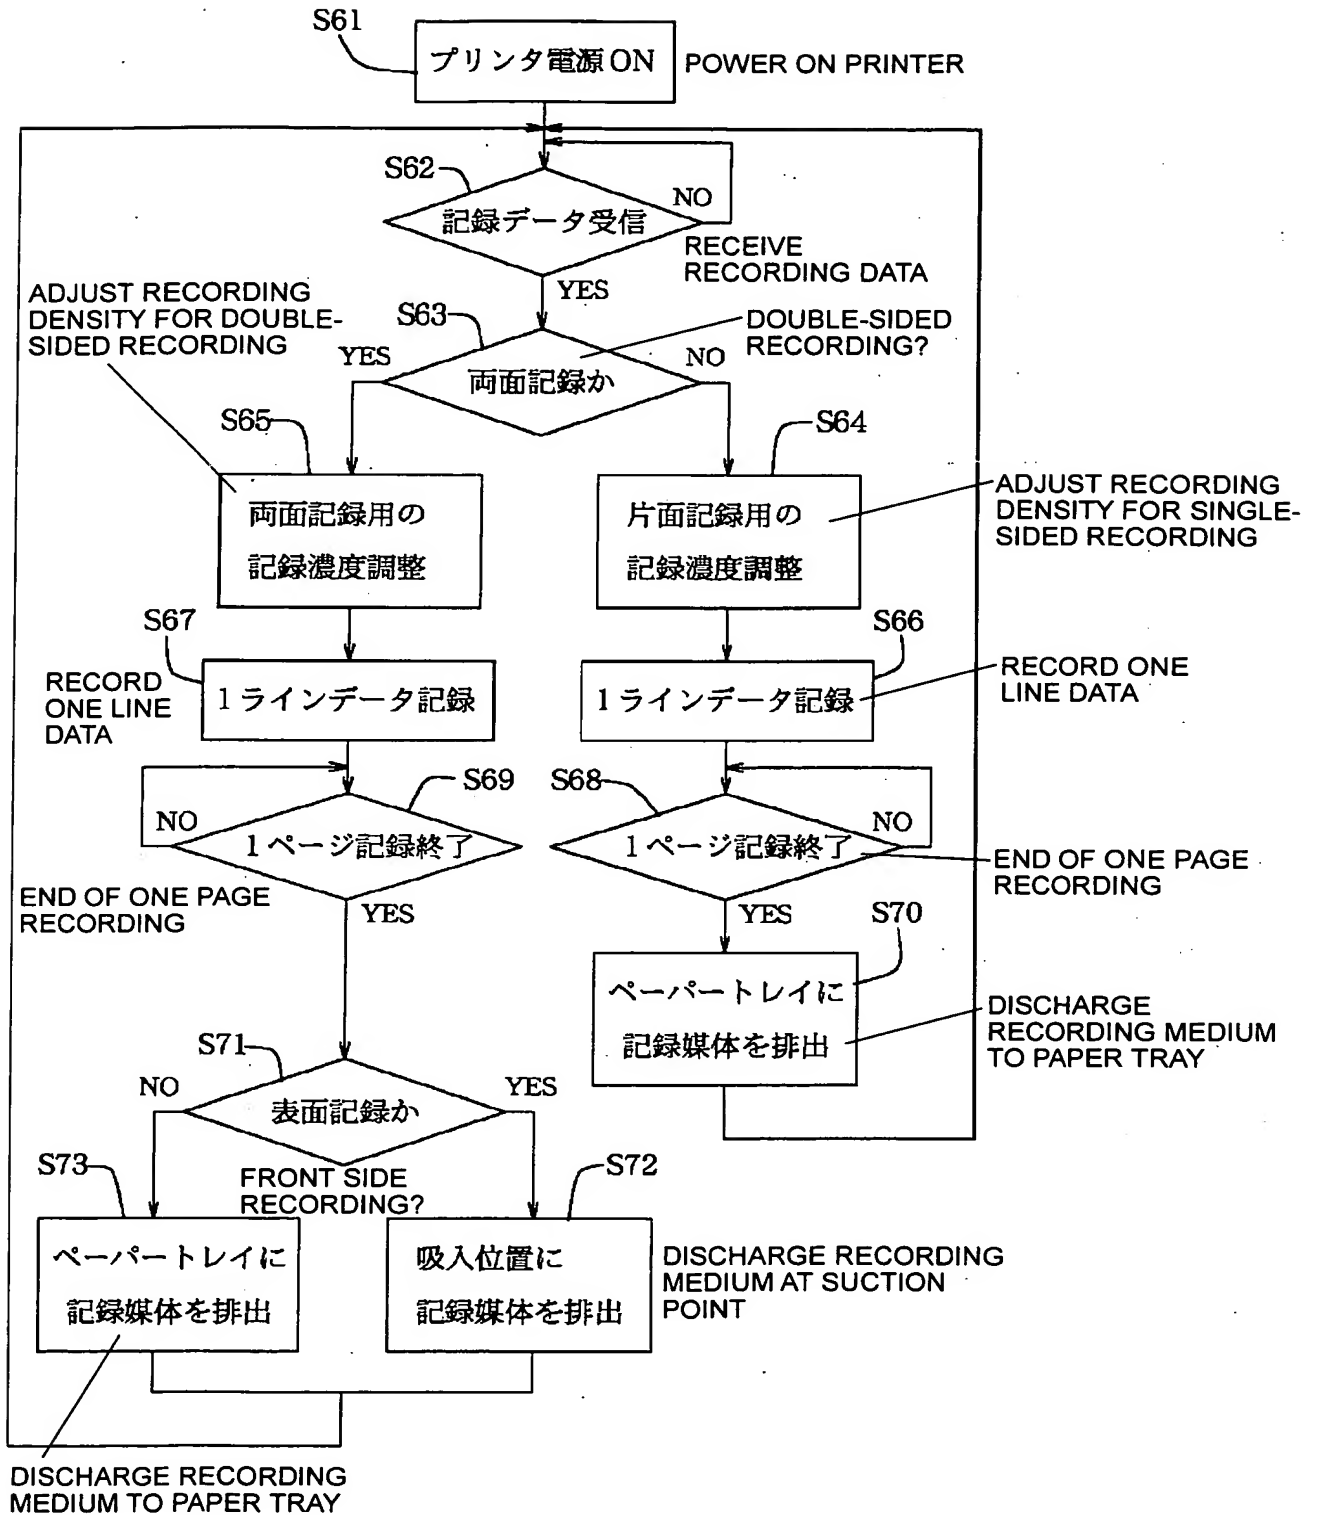 S61
プリンタ電源ON
POWER ON PRINTER
S62
記録データ受信
NO
RECEIVE
RECORDING DATA
YES
ADJUST RECORDING
DENSITY FOR DOUBLE-
SIDED RECORDING
S63
両面記録か
DOUBLE-SIDED
RECORDING?
YES
NO
S65
両面記録用の
記録濃度調整
S64
片面記録用の
記録濃度調整
ADJUST RECORDING
DENSITY FOR SINGLE-
SIDED RECORDING
S67
1ラインデータ記録
RECORD
ONE LINE
DATA
S66
1ラインデータ記録
RECORD ONE
LINE DATA
S69
NO
1ページ記録終了
END OF ONE PAGE
RECORDING
YES
S68
1ページ記録終了
NO
END OF ONE PAGE
RECORDING
YES
S70
ペーパートレイに
記録媒体を排出
DISCHARGE
RECORDING MEDIUM
TO PAPER TRAY
S71
NO
YES
表面記録か
FRONT SIDE
RECORDING?
S73
ペーパートレイに
記録媒体を排出
S72
吸入位置に
記録媒体を排出
DISCHARGE RECORDING
MEDIUM AT SUCTION
POINT
DISCHARGE RECORDING
MEDIUM TO PAPER TRAY